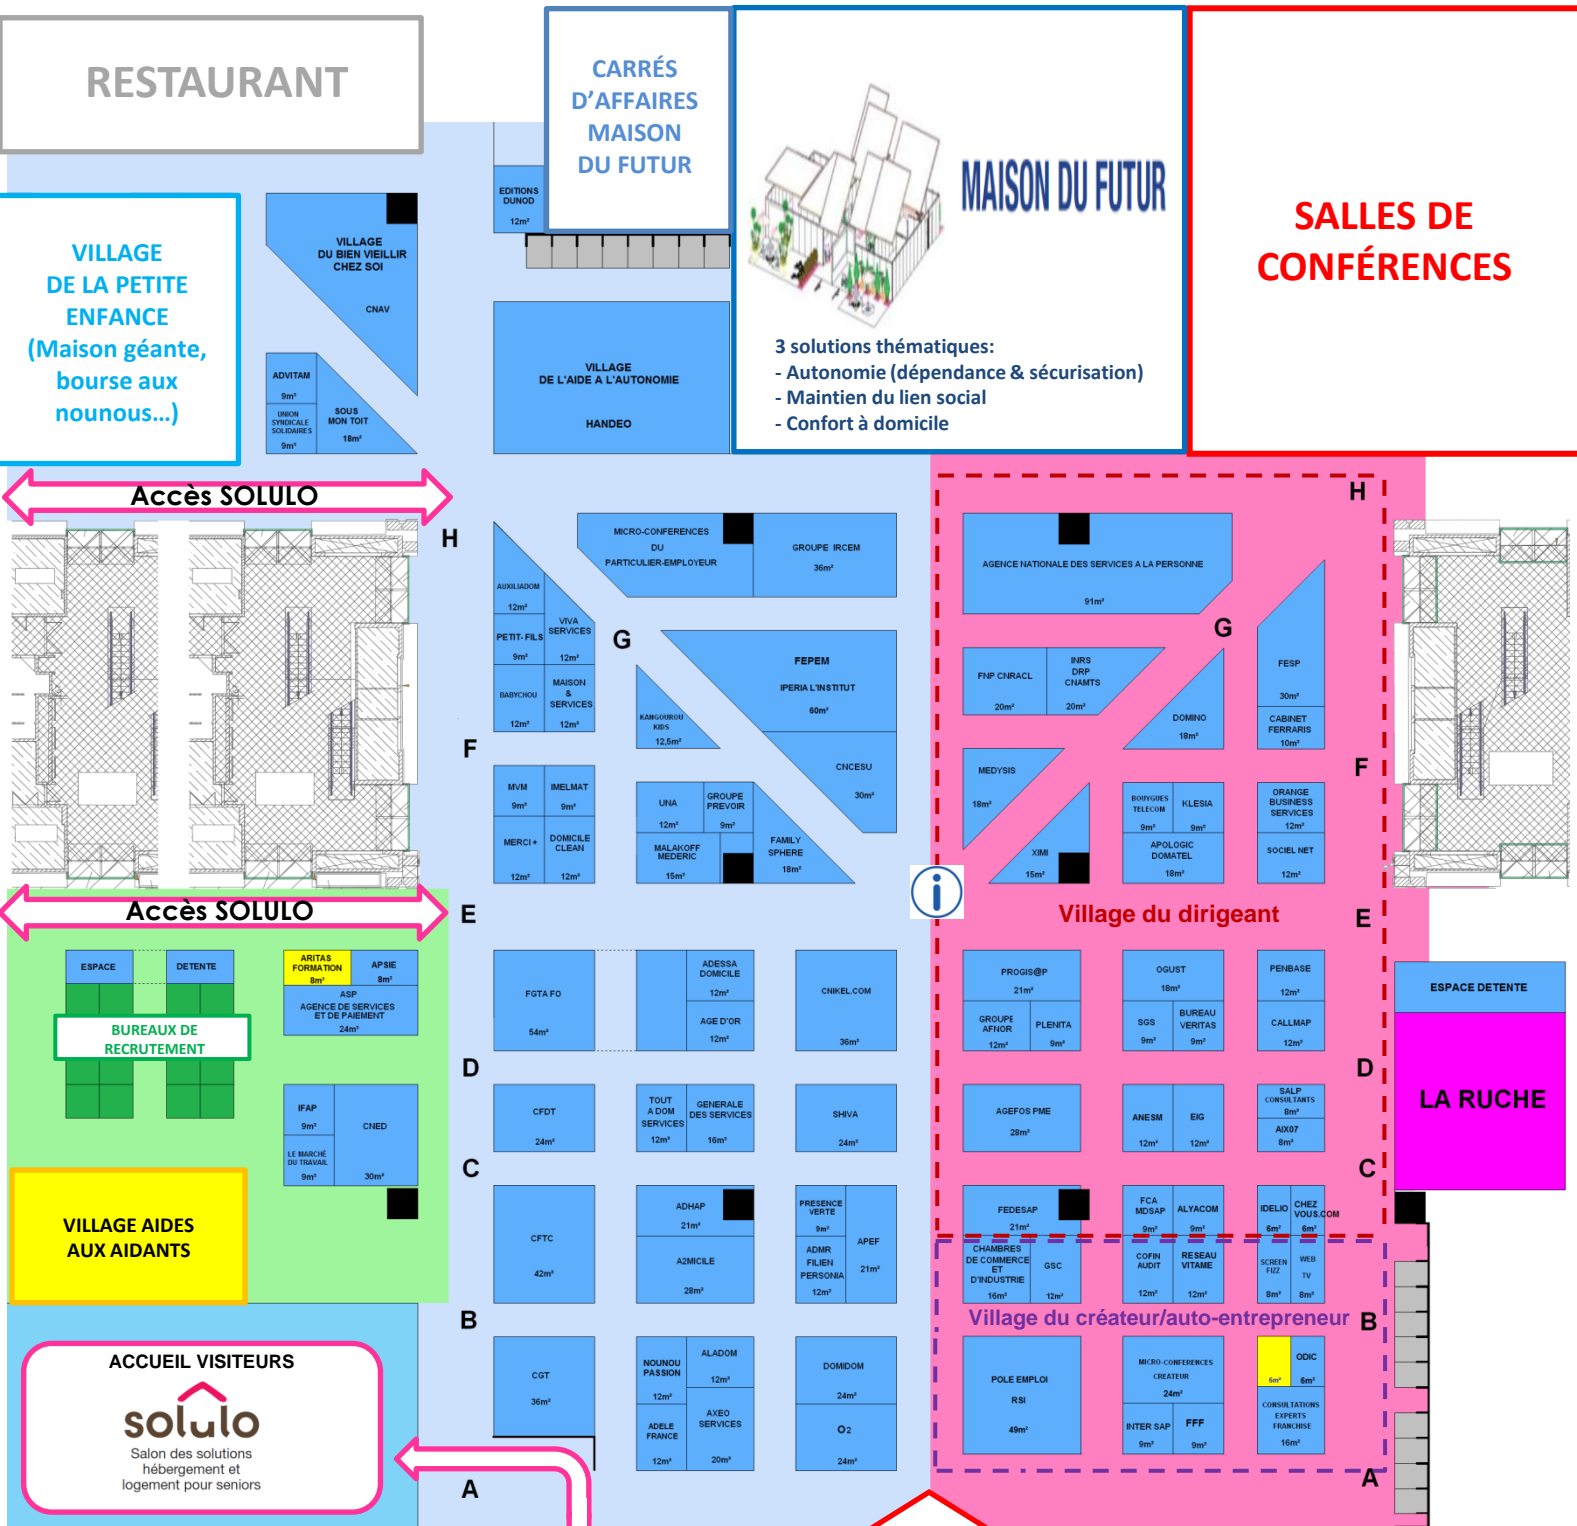 RESTAURANT
CARRÉS
D'AFFAIRES
MAISON
DU FUTUR
MAISON DU FUTUR
3 solutions thématiques:
- Autonomie (dépendance & sécurisation)
- Maintien du lien social
- Confort à domicile
SALLES DE
CONFÉRENCES
VILLAGE
DE LA PETITE
ENFANCE
(Maison géante,
bourse aux
nounous...)
VILLAGE
DU BIEN VIEILLIR
CHEZ SOI
CNAV
EDITIONS
DUNOD
12m²
ADVITAM
9m²
UNION
SYNDICALE
SOLIDAIRES
9m²
SOUS
MON TOIT
18m²
VILLAGE
DE L'AIDE A L'AUTONOMIE
HANDEO
Accès SOLULO
H
H
MICRO-CONFERENCES
DU
PARTICULIER-EMPLOYEUR
GROUPE IRCEM
36m²
AGENCE NATIONALE DES SERVICES A LA PERSONNE
91m²
AUXILIADOM
12m²
PETIT-FILS
9m²
VIVA
SERVICES
12m²
BABYCHOU
12m²
MAISON
&
SERVICES
12m²
G
G
FEPEM
IPERIA L'INSTITUT
60m²
KANGOUROU
KIDS
12,5m²
CNCESU
30m²
FNP CNRACL
20m²
INRS
DRP
CNAMTS
20m²
DOMINO
18m²
FESP
30m²
CABINET
FERRARIS
10m²
F
F
MVM
9m²
IMELMAT
9m²
MERCI +
12m²
DOMICILE
CLEAN
12m²
UNA
12m²
GROUPE
PREVOIR
9m²
MALAKOFF
MEDERIC
15m²
FAMILY
SPHERE
18m²
MEDYSIS
18m²
XIMI
15m²
BOUYGUES
TELECOM
9m²
KLESIA
9m²
APOLOGIC
DOMATEL
18m²
ORANGE
BUSINESS
SERVICES
12m²
SOCIEL NET
12m²
Accès SOLULO
E
i
Village du dirigeant
E
ESPACE
DETENTE
BUREAUX DE
RECRUTEMENT
ARITAS
FORMATION
8m²
APSIE
8m²
ASP
AGENCE DE SERVICES
ET DE PAIEMENT
24m²
FGTA FO
54m²
ADESSA
DOMICILE
12m²
AGE D'OR
12m²
CNIKEL.COM
36m²
PROGIS@P
21m²
GROUPE
AFNOR
12m²
PLENITA
9m²
OGUST
18m²
SGS
9m²
BUREAU
VERITAS
9m²
PENBASE
12m²
CALLMAP
12m²
ESPACE DETENTE
LA RUCHE
D
D
IFAP
9m²
LE MARCHÉ
DU TRAVAIL
9m²
CNED
30m²
CFDT
24m²
TOUT
A DOM
SERVICES
12m²
GENERALE
DES SERVICES
16m²
SHIVA
24m²
AGEFOS PME
28m²
ANESM
12m²
EIG
12m²
SALP
CONSULTANTS
8m²
AIX07
8m²
C
C
VILLAGE AIDES
AUX AIDANTS
CFTC
42m²
ADHAP
21m²
A2MICILE
28m²
PRESENCE
VERTE
9m²
ADMR
FILIEN
PERSONIA
12m²
APEF
21m²
FEDESAP
21m²
CHAMBRES
DE COMMERCE
ET
D'INDUSTRIE
16m²
GSC
12m²
FCA
MDSAP
9m²
ALYACOM
9m²
COFIN
AUDIT
12m²
RESEAU
VITAME
12m²
IDELIO
6m²
CHEZ
VOUS.COM
6m²
SCREEN
FIZZ
8m²
WEB
TV
8m²
B
Village du créateur/auto-entrepreneur
B
ACCUEIL VISITEURS
solulo
Salon des solutions
hébergement et
logement pour seniors
CGT
36m²
NOUNOU
PASSION
12m²
ALADOM
12m²
ADELE
FRANCE
12m²
AXEO
SERVICES
20m²
DOMIDOM
24m²
O2
24m²
POLE EMPLOI
RSI
49m²
MICRO-CONFERENCES
CREATEUR
24m²
INTER SAP
9m²
FFF
9m²
6m²
ODIC
6m²
CONSULTATIONS
EXPERTS
FRANCHISE
16m²
A
A